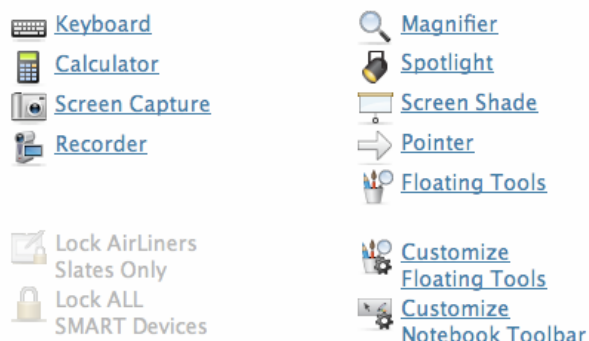 Keyboard
Calculator
Screen Capture
Recorder
Lock AirLiners
Slates Only
Lock ALL
SMART Devices
Magnifier
Spotlight
Screen Shade
Pointer
Floating Tools
Customize
Floating Tools
Customize
Notebook Toolbar